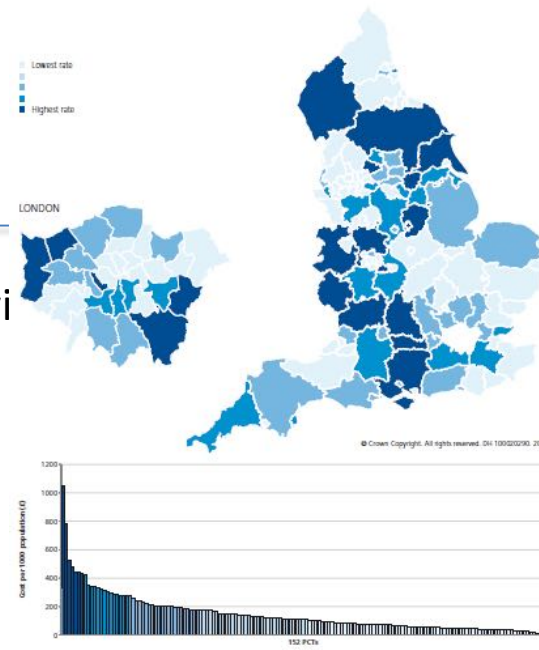 Lowest rate
Highest rate
LONDON
© Crown Copyright. All rights reserved. DH 100020290. 20
1200
1000
800
600
400
200
0
Cost per 1000 population (£)
152 PCTs